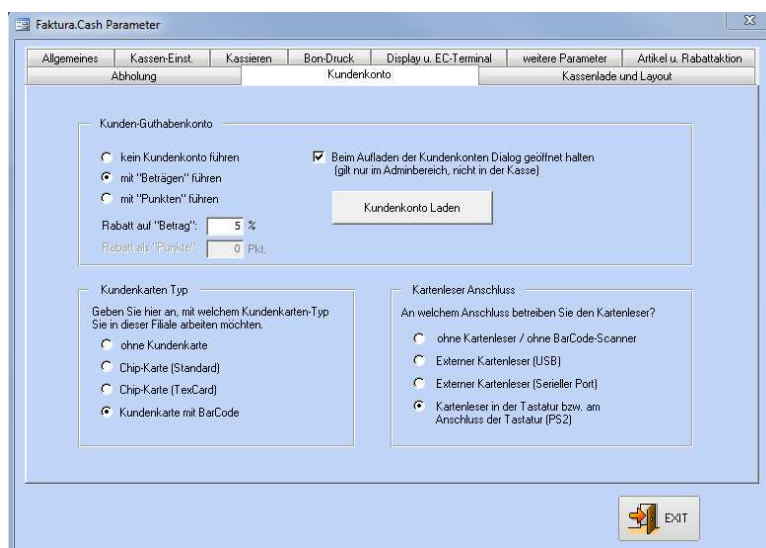 Faktura.Cash Parameter
Allgemeines Kassen-Einst. Kassieren Bon-Druck Display u. EC-Terminal weitere Parameter Artikel u. Rabattaktion
Abholung Kundenkonto Kassenlade und Layout
Kunden-Guthabenkonto
kein Kundenkonto führen
mit "Beträgen" führen
mit "Punkten" führen
Rabatt auf "Betrag": 5 %
Rabatt als "Punkte": 0 Pkt.
Beim Aufladen der Kundenkonten Dialog geöffnet halten
(gilt nur im Adminbereich, nicht in der Kasse)
Kundenkonto Laden
Kundenkarten Typ
Geben Sie hier an, mit welchem Kundenkarten-Typ
Sie in dieser Filiale arbeiten möchten.
ohne Kundenkarte
Chip-Karte (Standard)
Chip-Karte (TexCard)
Kundenkarte mit BarCode
Kartenleser Anschluss
An welchem Anschluss betreiben Sie den Kartenleser?
ohne Kartenleser / ohne BarCode-Scanner
Externer Kartenleser (USB)
Externer Kartenleser (Serieller Port)
Kartenleser in der Tastatur bzw. am
Anschluss der Tastatur (PS2)
EXIT